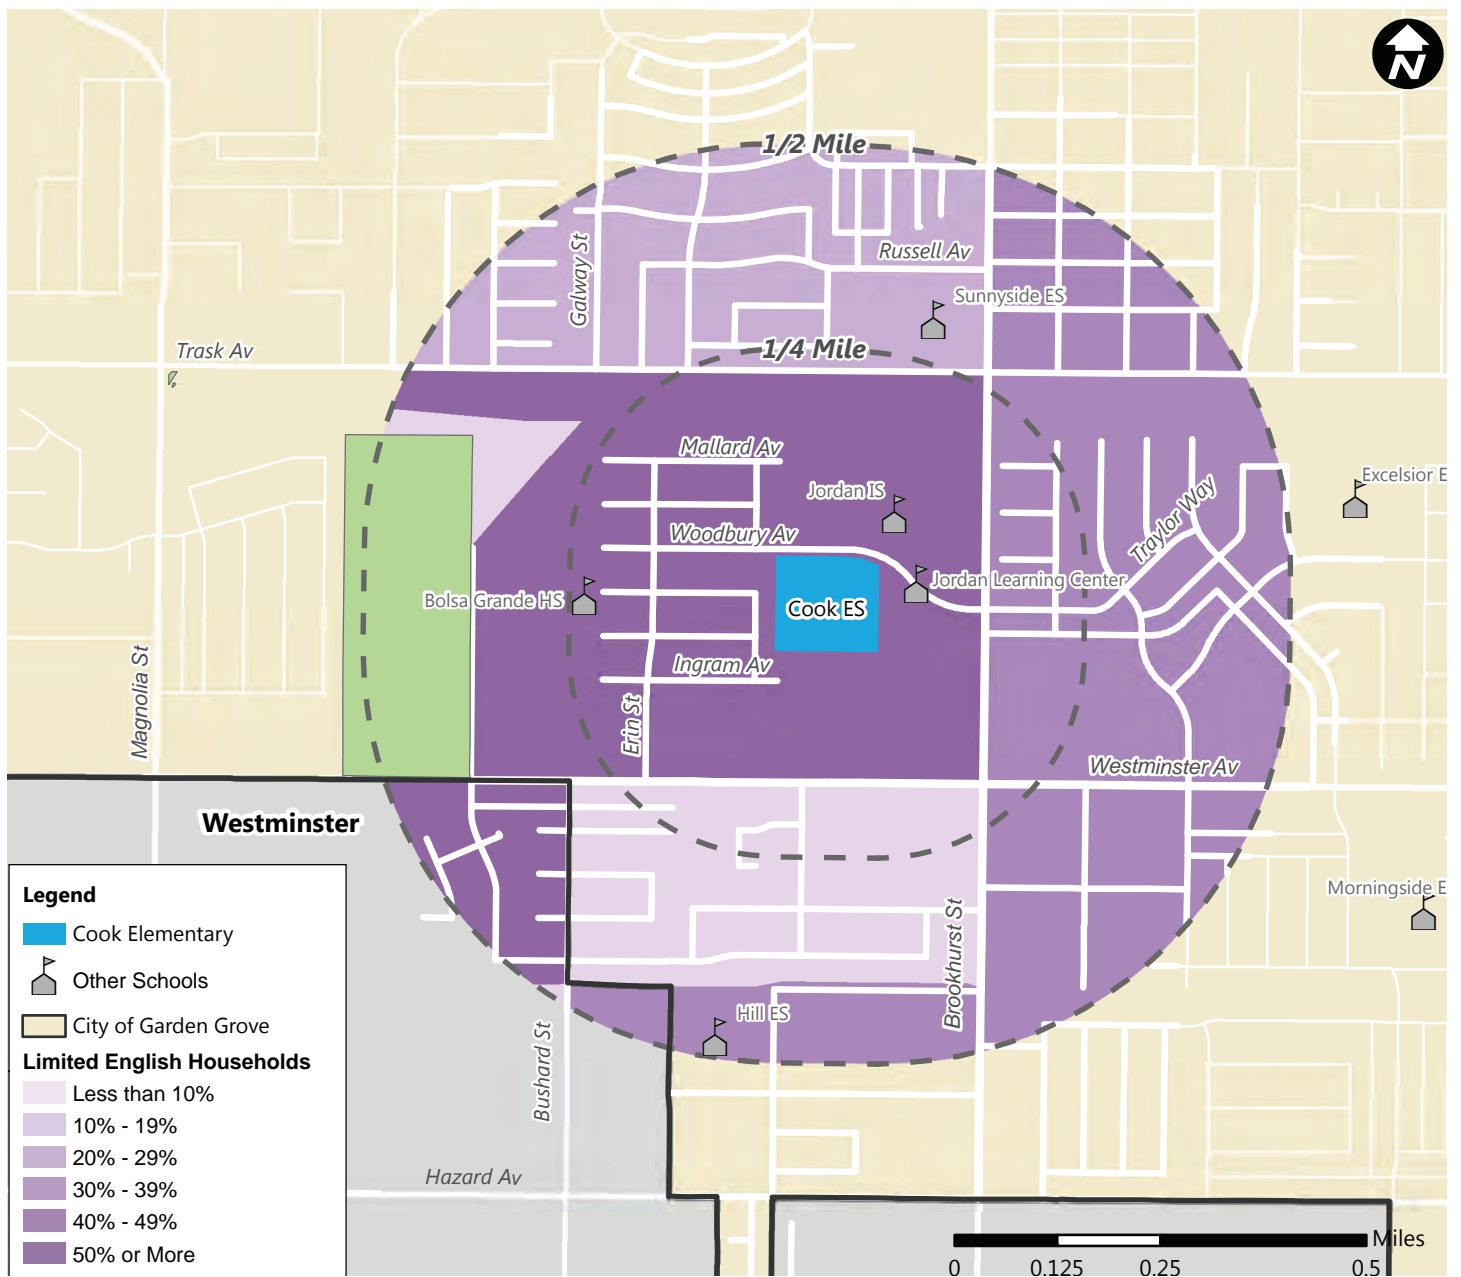 N
1/2 Mile
Russell Av
Galway St
Sunnyside ES
Trask Av
1/4 Mile
Mallard Av
Excelsior E
Jordan IS
Traylor Way
Woodbury Av
Jordan Learning Center
Bolsa Grande HS
Cook ES
Magnolia St
Ingram Av
Erin St
Westminster Av
Westminster
Morningside E
Brookhurst St
Hill ES
Bushard St
Hazard Av
Legend
Cook Elementary
Other Schools
City of Garden Grove
Limited English Households
Less than 10%
10% - 19%
20% - 29%
30% - 39%
40% - 49%
50% or More
Miles
0 0.125 0.25 0.5